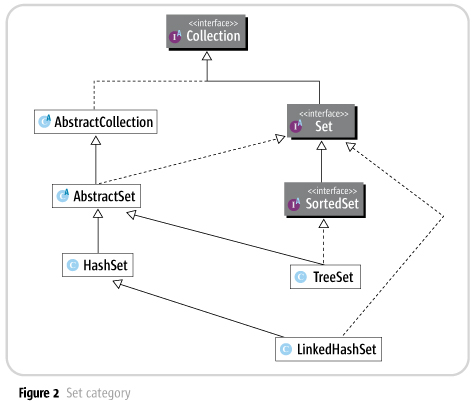 <<interface>>
Collection
AbstractCollection
<<interface>>
Set
AbstractSet
<<interface>>
SortedSet
HashSet
TreeSet
LinkedHashSet
Figure 2 Set category